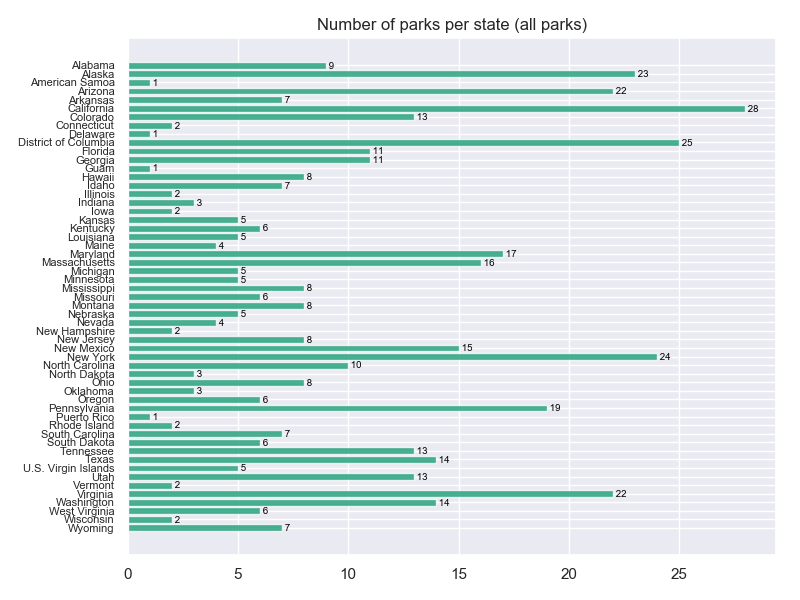 Number of parks per state (all parks)
Alabama 9
Alaska 23
American Samoa 1
Arizona 22
Arkansas 7
California 28
Colorado 13
Connecticut 2
Delaware 1
District of Columbia 25
Florida 11
Georgia 11
Guam 1
Hawaii 8
Idaho 7
Illinois 2
Indiana 3
Iowa 2
Kansas 5
Kentucky 6
Louisiana 5
Maine 4
Maryland 17
Massachusetts 16
Michigan 5
Minnesota 5
Mississippi 8
Missouri 6
Montana 8
Nebraska 5
Nevada 4
New Hampshire 2
New Jersey 8
New Mexico 15
New York 24
North Carolina 10
North Dakota 3
Ohio 8
Oklahoma 3
Oregon 6
Pennsylvania 19
Puerto Rico 1
Rhode Island 2
South Carolina 7
South Dakota 6
Tennessee 13
Texas 14
U.S. Virgin Islands 5
Utah 13
Vermont 2
Virginia 22
Washington 14
West Virginia 6
Wisconsin 2
Wyoming 7
0 5 10 15 20 25